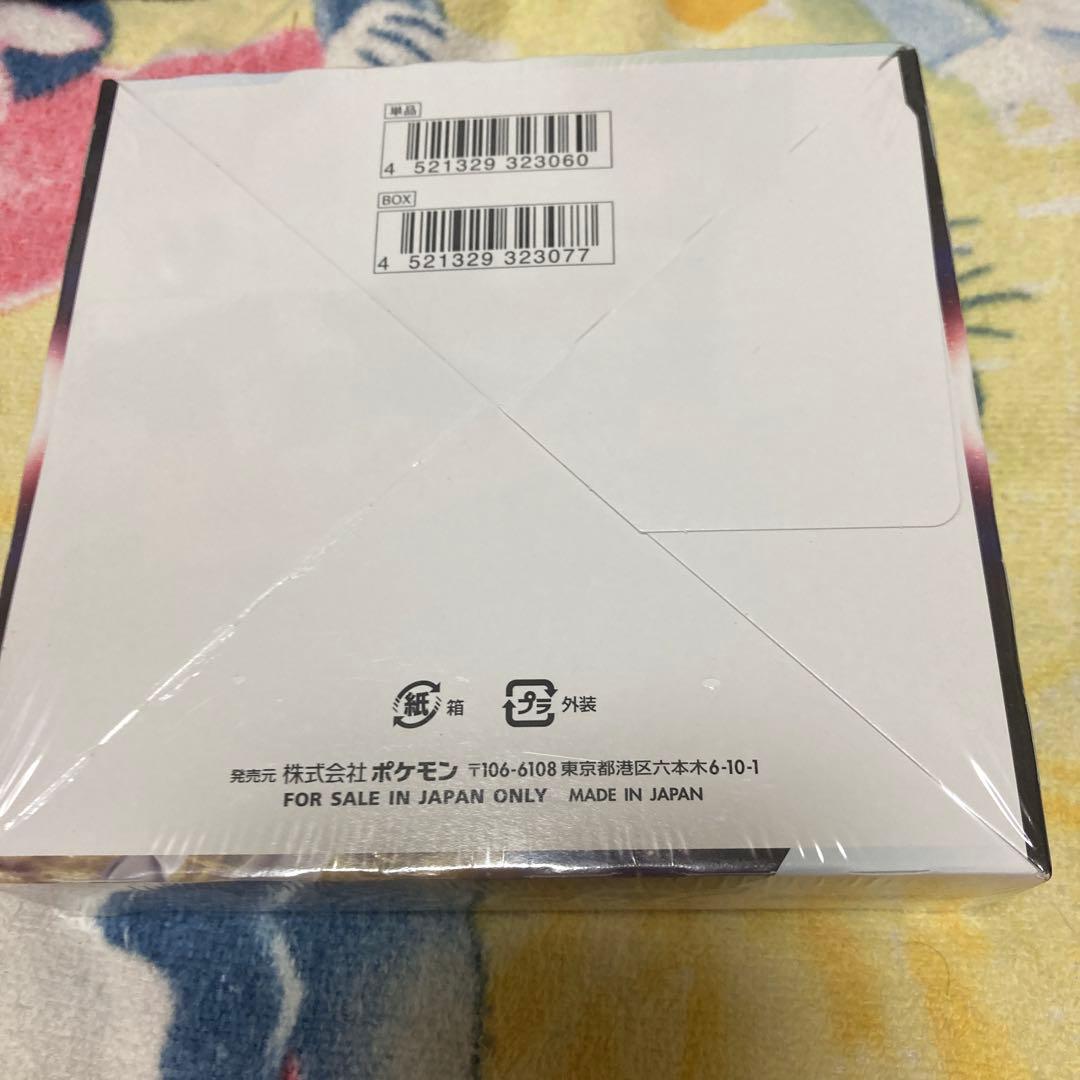 単品
4 521329 323060
BOX
4 521329 323077
紙 箱 プラ 外装
発売元 株式会社 ポケモン 〒106-6108 東京都港区六本木6-10-1
FOR SALE IN JAPAN ONLY MADE IN JAPAN